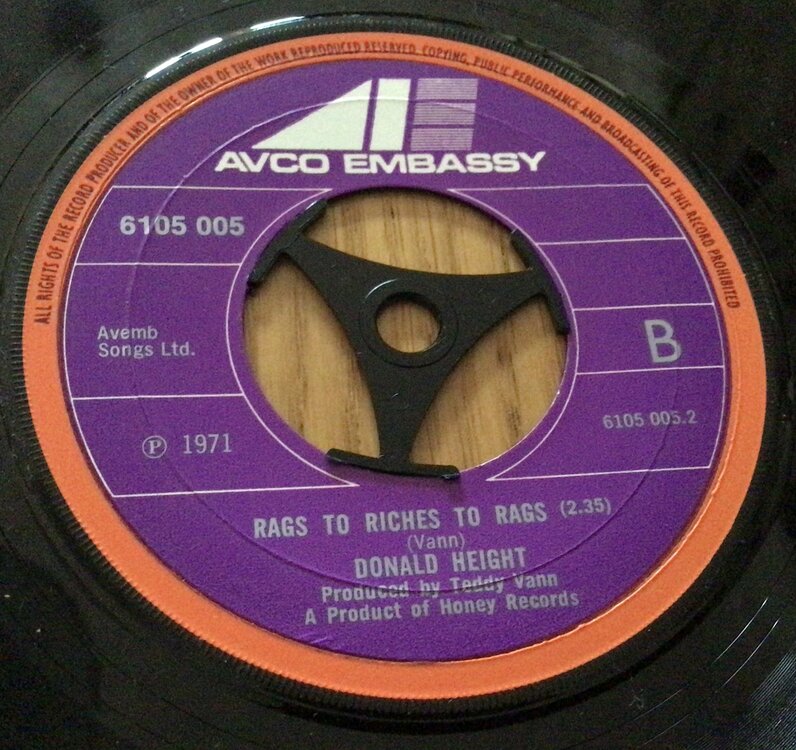 ALL RIGHTS OF THE RECORD PRODUCER AND OF THE OWNER OF THE WORK REPRODUCED RESERVED. COPYING, PUBLIC PERFORMANCE AND BROADCASTING OF THIS RECORD PROHIBITED
AVCO EMBASSY
6105 005
Avemb
Songs Ltd.
℗ 1971
B
6105 005.2
RAGS TO RICHES TO RAGS (2.35)
(Vann)
DONALD HEIGHT
Produced by Teddy Vann
A Product of Honey Records